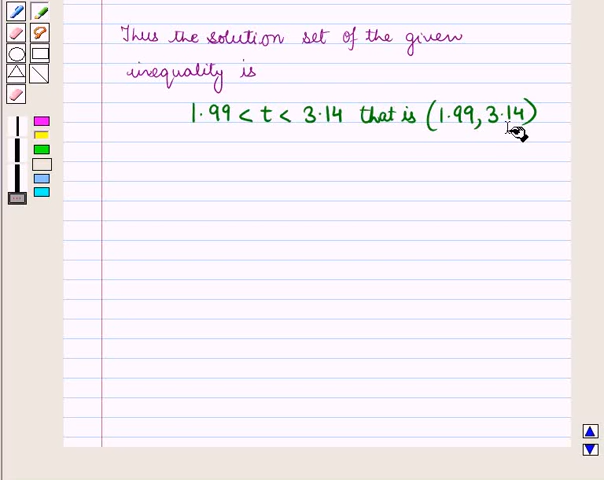 Thus the solution set of the given
inequality is
1.99 < t < 3.14 that is (1.99, 3.14)